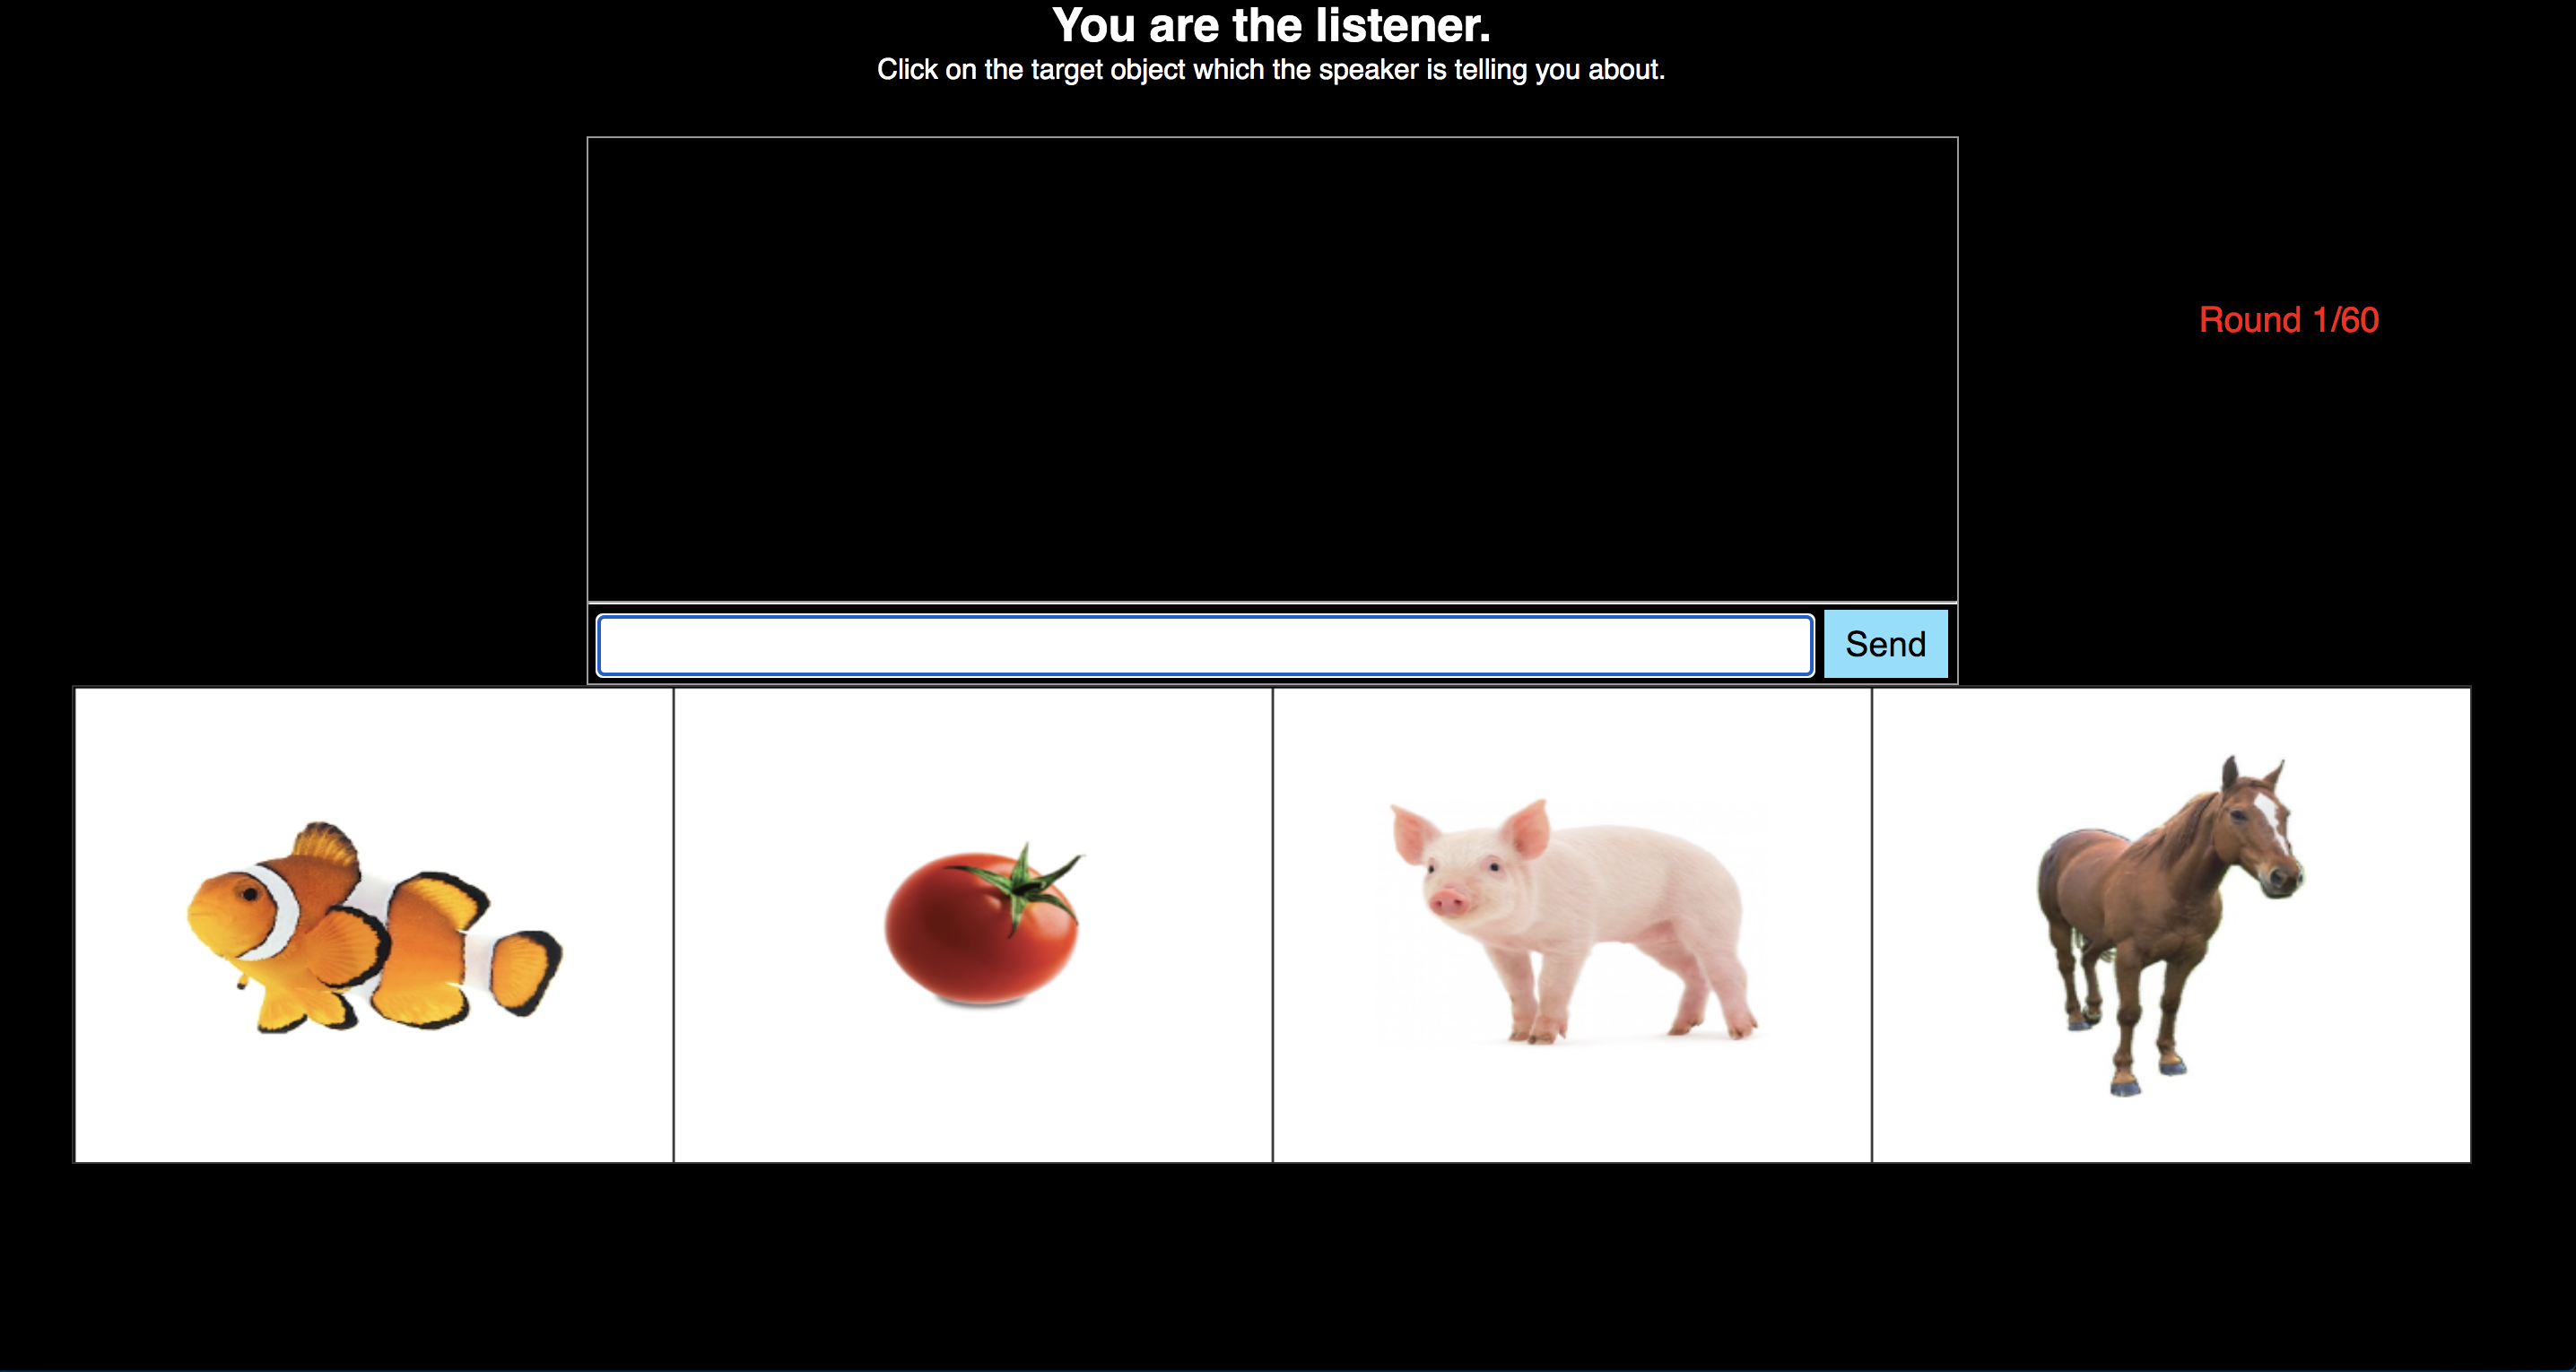 You are the listener.
Click on the target object which the speaker is telling you about.
Round 1/60
Send